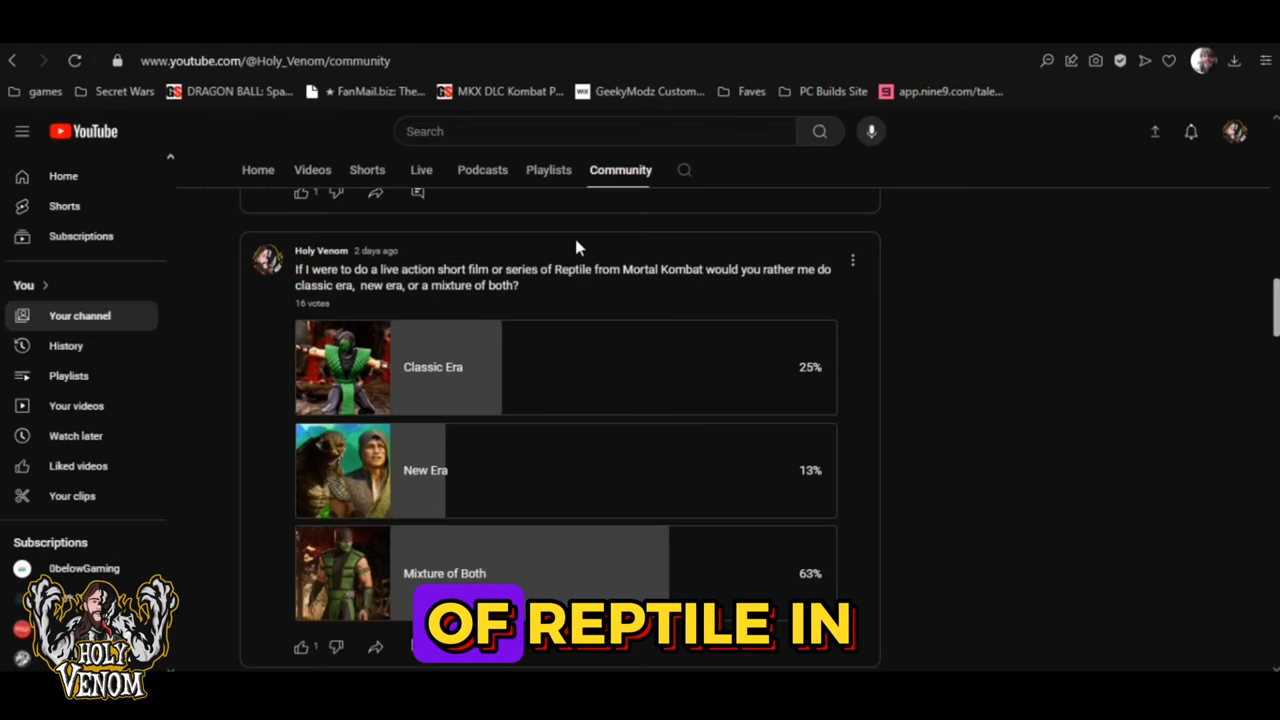 www.youtube.com/@Holy_Venom/community
games
Secret Wars
DRAGON BALL: Spa...
★ FanMail.biz: The...
MKX DLC Kombat P...
GeekyModz Custom...
Faves
PC Builds Site
app.nine9.com/tale...
YouTube
Search
Home
Videos
Shorts
Live
Podcasts
Playlists
Community
Home
Shorts
Subscriptions
You
Your channel
History
Playlists
Your videos
Watch later
Liked videos
Your clips
Subscriptions
0belowGaming
1
Holy Venom 2 days ago
If I were to do a live action short film or series of Reptile from Mortal Kombat would you rather me do
classic era, new era, or a mixture of both?
16 votes
Classic Era 25%
New Era 13%
Mixture of Both 63%
1
OF REPTILE IN
HOLY
VENOM